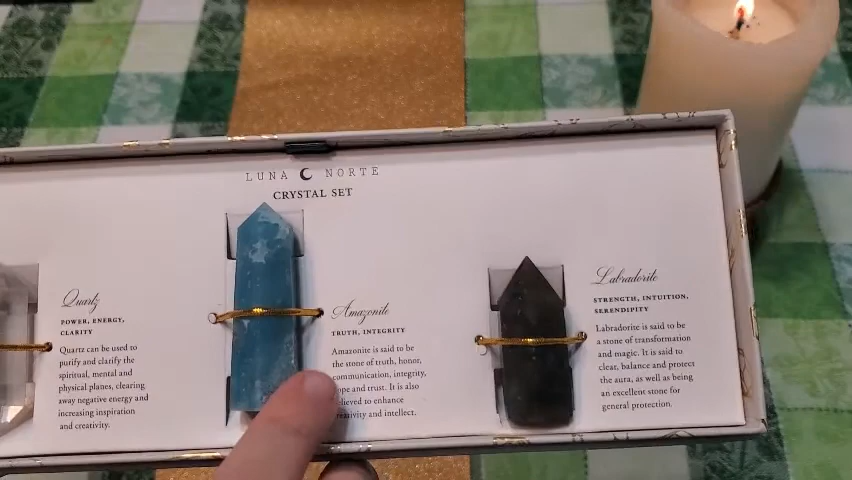 LUNA NORTE
CRYSTAL SET
Quartz
POWER, ENERGY,
CLARITY
Quartz can be used to
purify and clarify the
spiritual, mental and
physical planes, clearing
away negative energy and
increasing inspiration
and creativity.
Amazonite
TRUTH, INTEGRITY
Amazonite is said to be
the stone of truth, honor,
communication, integrity,
and trust. It is also
to enhance
and intellect.
Labradorite
STRENGTH, INTUITION,
SERENDIPITY
Labradorite is said to be
a stone of transformation
and magic. It is said to
clear, balance and protect
the aura, as well as being
an excellent stone for
general protection.